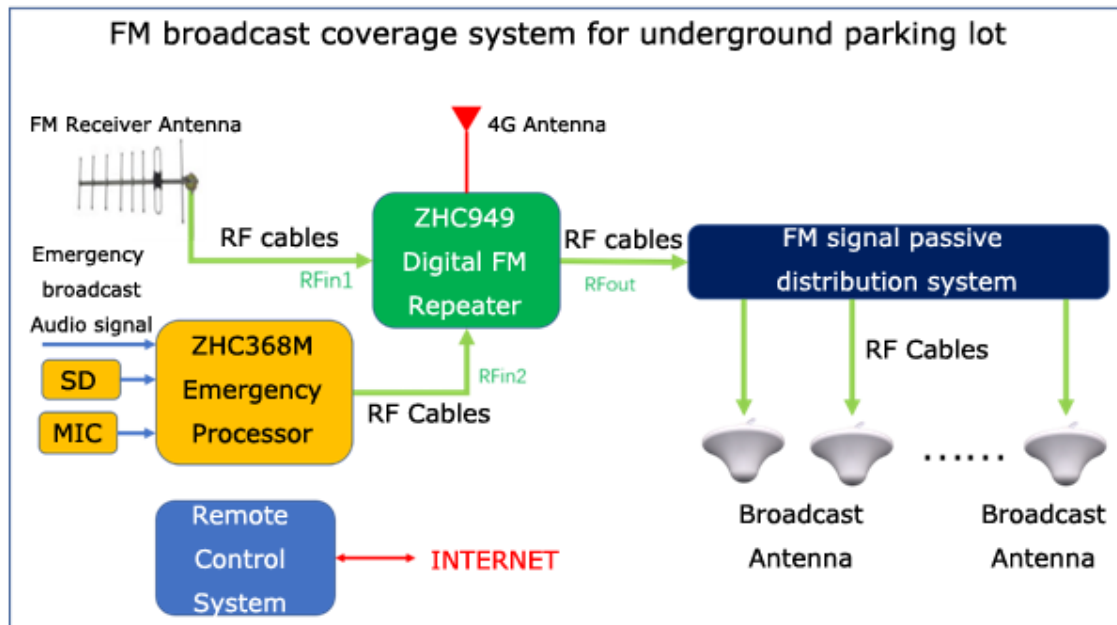 FM broadcast coverage system for underground parking lot
FM Receiver Antenna
4G Antenna
RF cables
RFin1
ZHC949
Digital FM
Repeater
RF cables
RFout
FM signal passive
distribution system
Emergency
broadcast
Audio signal
SD
MIC
ZHC368M
Emergency
Processor
RFin2
RF Cables
RF Cables
......
Broadcast
Antenna
Broadcast
Antenna
Remote
Control
System
INTERNET